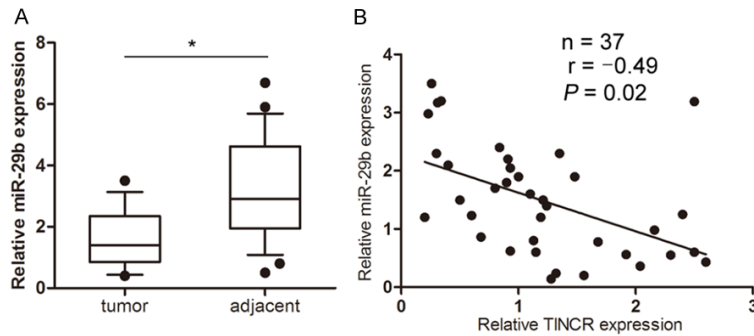 A
Relative miR-29b expression
8
6
4
2
0
*
tumor
adjacent
B
Relative miR-29b expression
4
3
2
1
0
n = 37
r = −0.49
P = 0.02
0
1
2
3
Relative TINCR expression